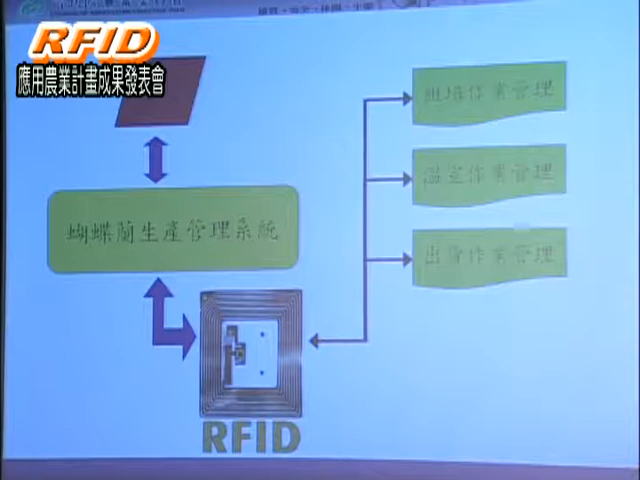 RFID
應用農業計畫成果發表會
組培作業管理
溫室作業管理
蝴蝶蘭生產管理系統
出貨作業管理
RFID